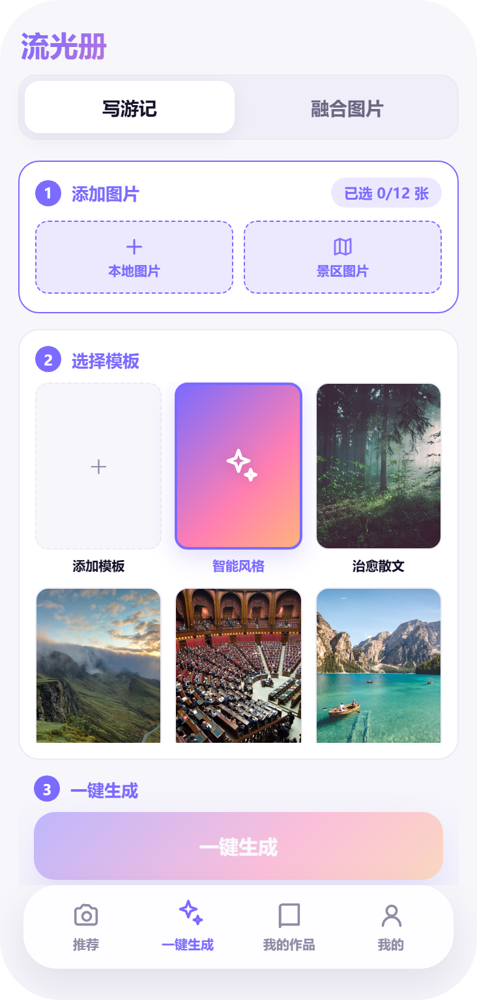 流光册
写游记
融合图片
1 添加图片
已选 0/12 张
本地图片
景区图片
2 选择模板
添加模板
智能风格
治愈散文
3 一键生成
一键生成
推荐
一键生成
我的作品
我的